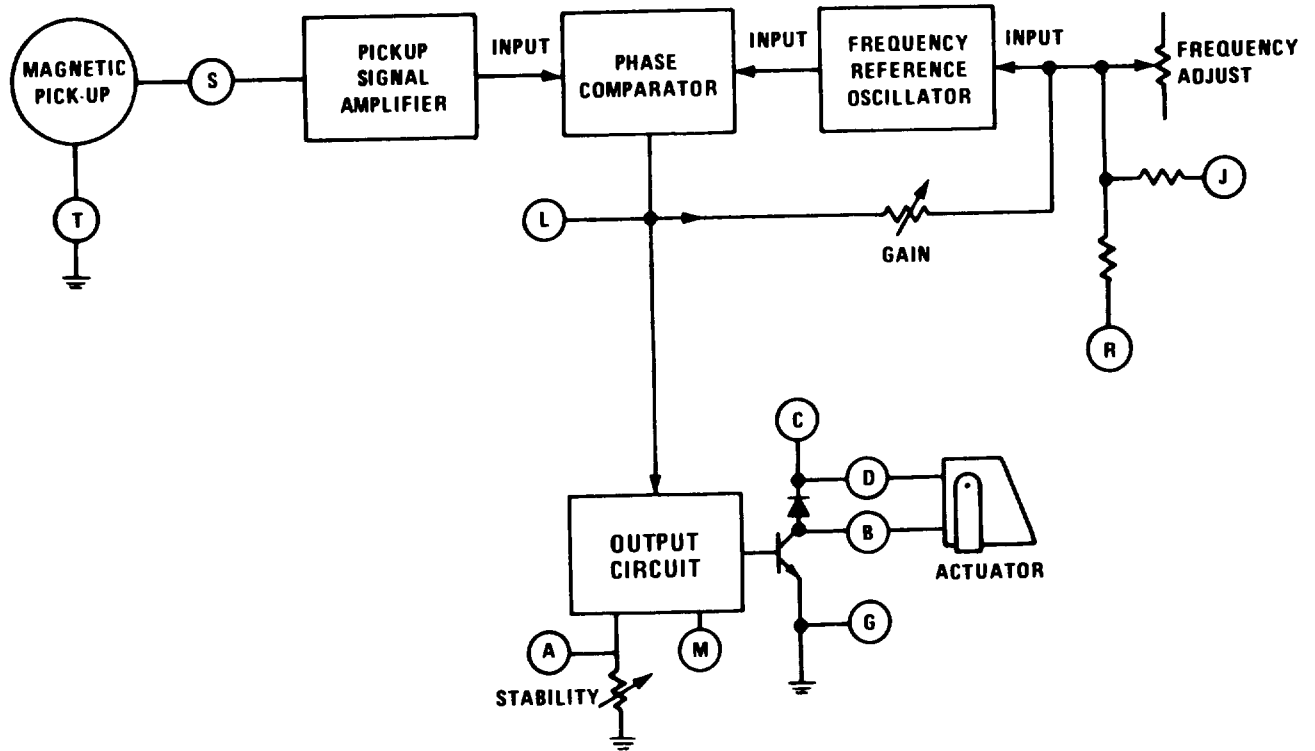 MAGNETIC
PICK-UP
S
T
PICKUP
SIGNAL
AMPLIFIER
INPUT
PHASE
COMPARATOR
INPUT
FREQUENCY
REFERENCE
OSCILLATOR
INPUT
FREQUENCY
ADJUST
J
R
L
GAIN
C
D
B
ACTUATOR
G
OUTPUT
CIRCUIT
A
M
STABILITY